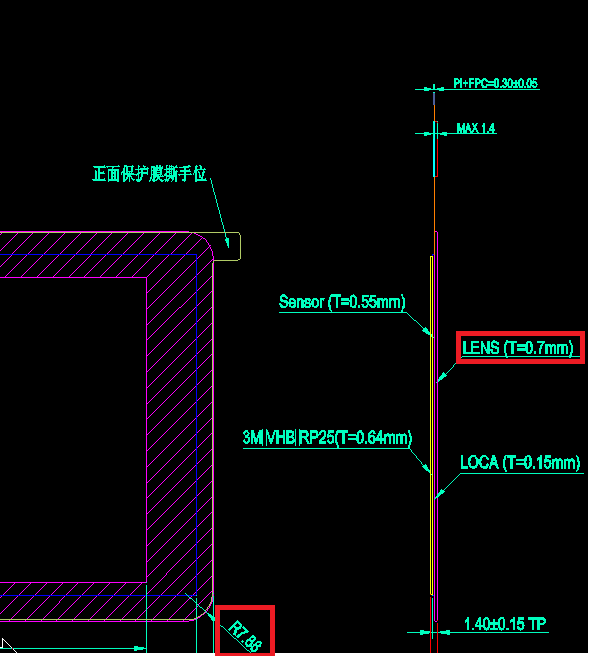 PI+FPC=0.30±0.05
MAX 1.4
正面保护膜撕手位
Sensor (T=0.55mm)
LENS (T=0.7mm)
3M VHB RP25(T=0.64mm)
LOCA (T=0.15mm)
R7.88
1.40±0.15 TP